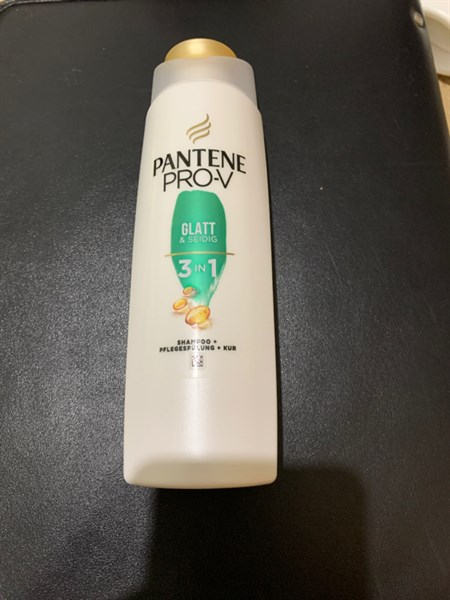 PANTENE
PRO-V
GLATT
& SEIDIG
3 IN 1
SHAMPOO +
PFLEGESPÜLUNG + KUR